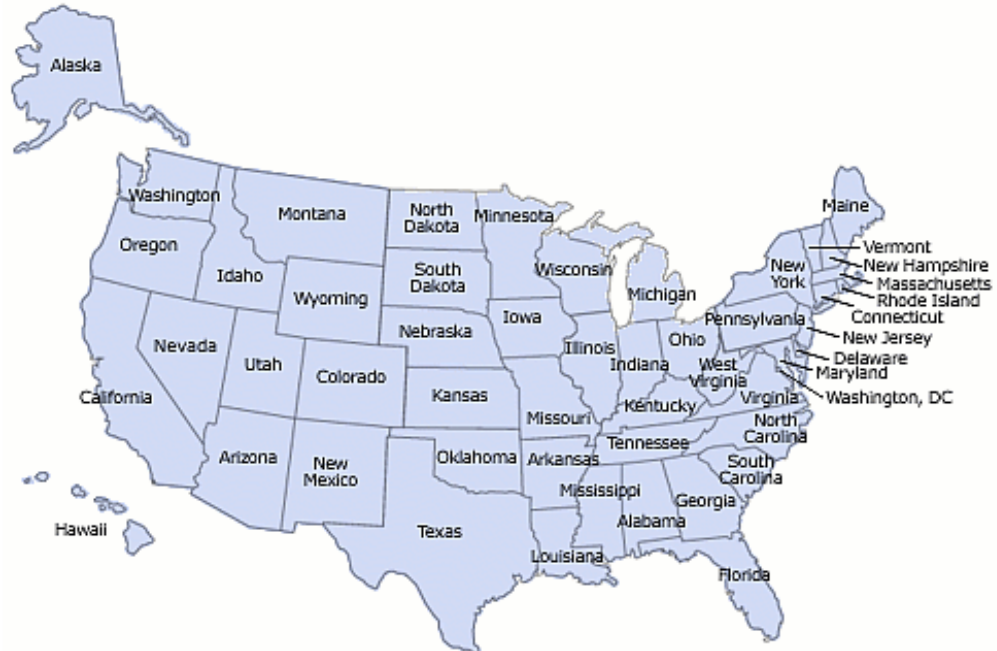 Alaska
Washington
Montana
North
Dakota
Minnesota
Maine
Oregon
Vermont
Idaho
South
Dakota
Wisconsin
New
York
New Hampshire
Massachusetts
Wyoming
Michigan
Rhode Island
Iowa
Connecticut
Pennsylvania
Nebraska
Nevada
Illinois
Ohio
New Jersey
Indiana
Utah
Colorado
West
Virginia
Delaware
Maryland
California
Kansas
Kentucky
Virginia
Washington, DC
Missouri
North
Carolina
Tennessee
Arizona
New
Mexico
Oklahoma
Arkansas
South
Carolina
Mississippi
Georgia
Hawaii
Texas
Alabama
Louisiana
Florida